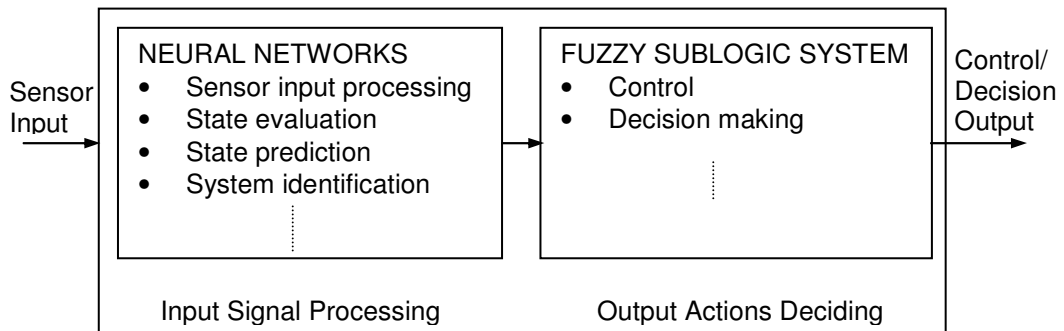 Sensor
Input
NEURAL NETWORKS
• Sensor input processing
• State evaluation
• State prediction
• System identification
Input Signal Processing
FUZZY SUBLOGIC SYSTEM
• Control
• Decision making
Output Actions Deciding
Control/
Decision
Output